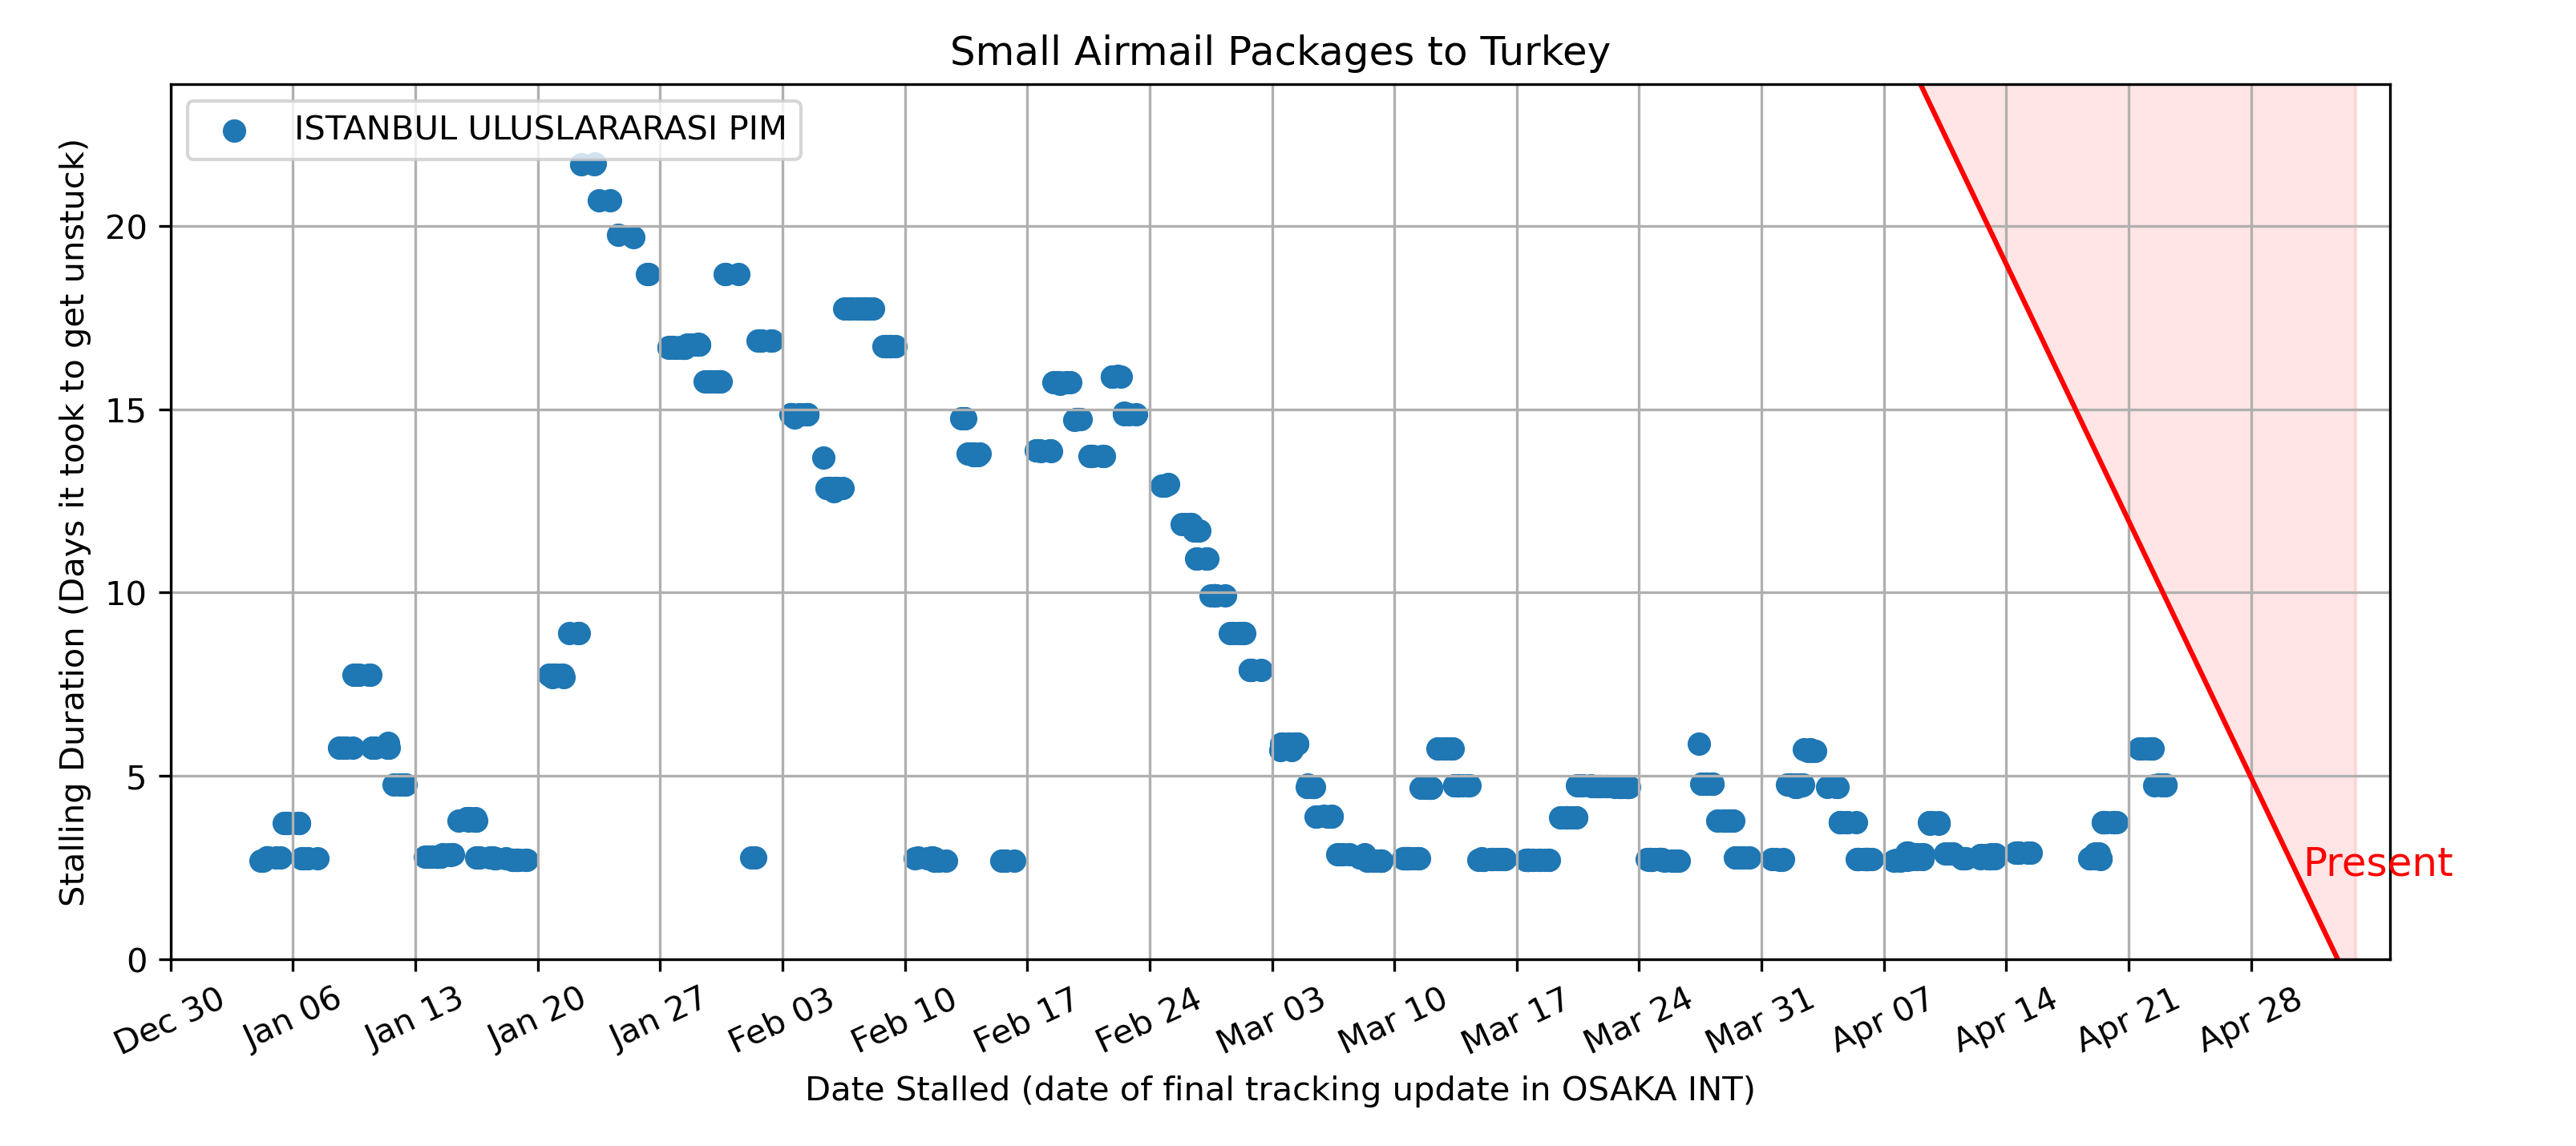 Small Airmail Packages to Turkey
ISTANBUL ULUSLARARASI PIM
Stalling Duration (Days it took to get unstuck)
20
15
10
5
0
Present
Dec 30
Jan 06
Jan 13
Jan 20
Jan 27
Feb 03
Feb 10
Feb 17
Feb 24
Mar 03
Mar 10
Mar 17
Mar 24
Mar 31
Apr 07
Apr 14
Apr 21
Apr 28
Date Stalled (date of final tracking update in OSAKA INT)